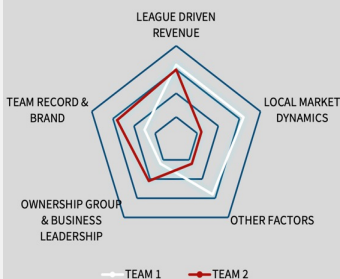 LEAGUE DRIVEN
REVENUE
TEAM RECORD &
BRAND
LOCAL MARKET
DYNAMICS
OWNERSHIP GROUP
& BUSINESS
LEADERSHIP
OTHER FACTORS
TEAM 1
TEAM 2